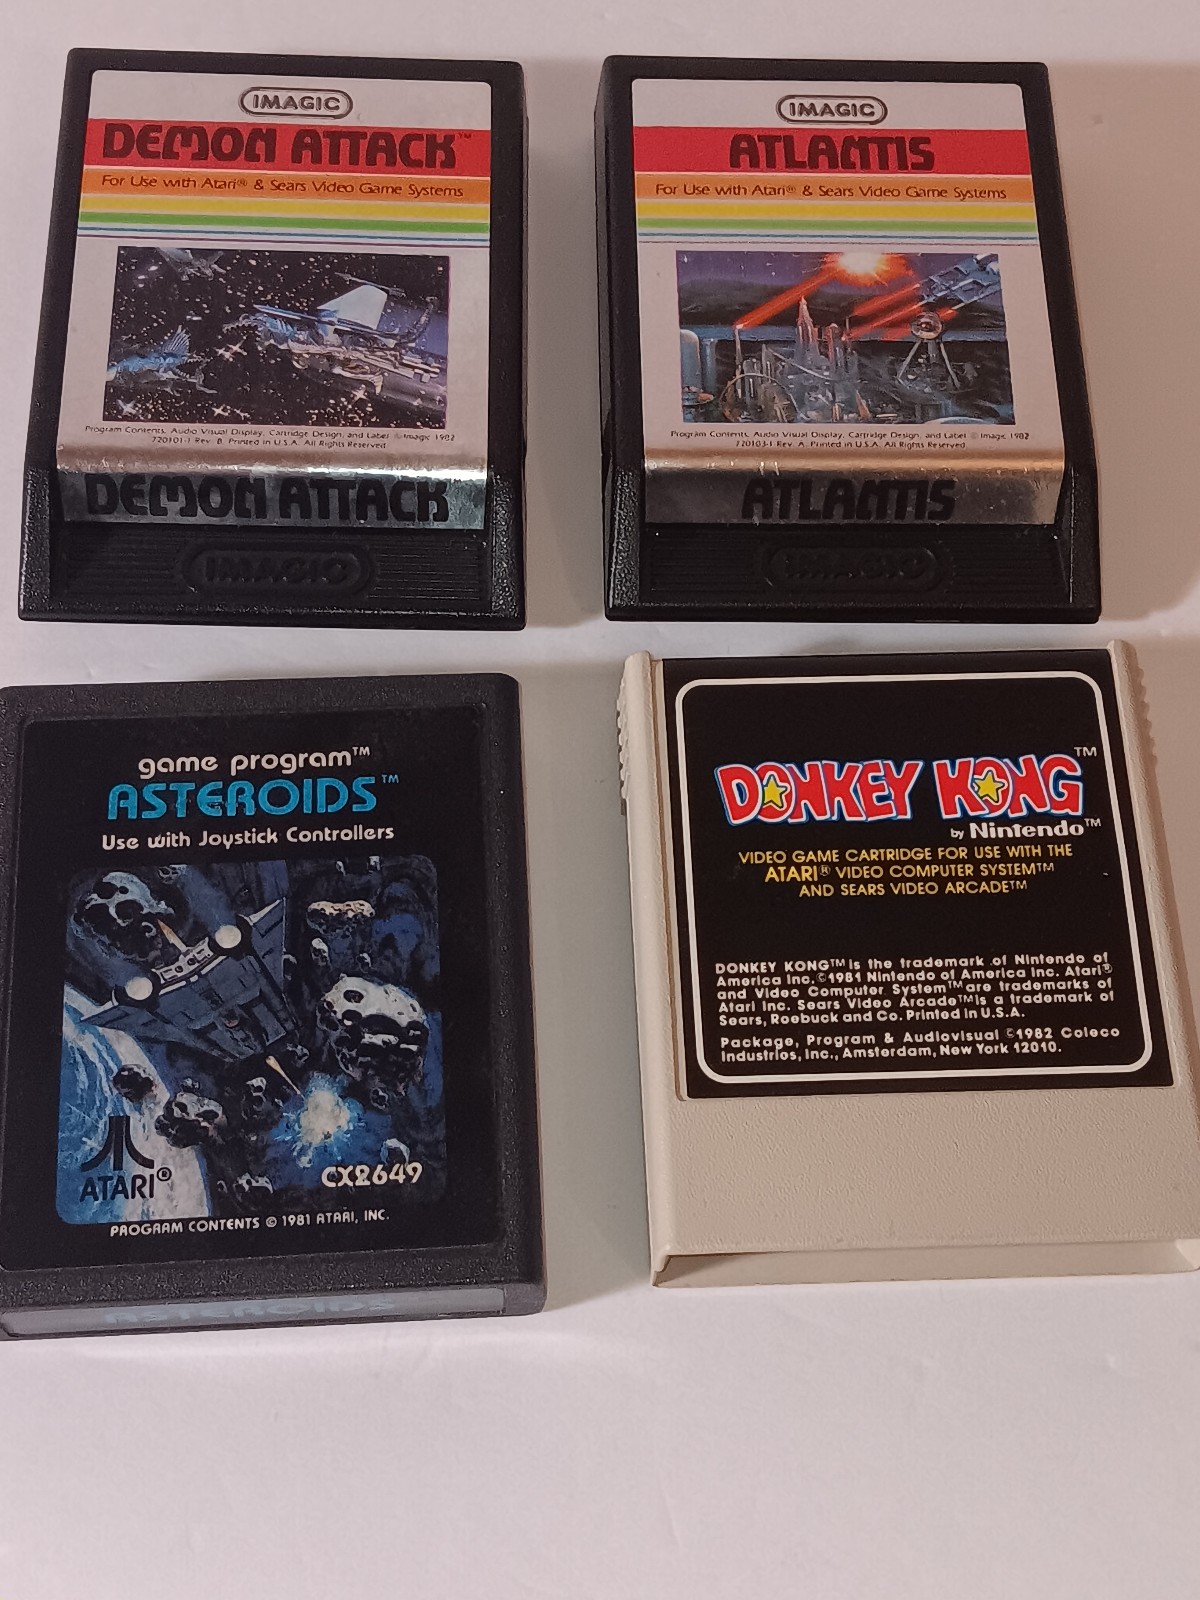 IMAGIC
DEMON ATTACK™
For Use with Atari® & Sears Video Game Systems
Program Contents, Audio Visual Display, Cartridge Design, and Label © Imagic 1982
720101-1 Rev. B Printed in U.S.A. All Rights Reserved
DEMON ATTACK
IMAGIC
IMAGIC
ATLANTIS
For Use with Atari® & Sears Video Game Systems
Program Contents, Audio Visual Display, Cartridge Design, and Label © Imagic 1982
720103-1 Rev. A Printed in U.S.A. All Rights Reserved
ATLANTIS
IMAGIC
game program™
ASTEROIDS™
Use with Joystick Controllers
ATARI®
CX2649
PROGRAM CONTENTS © 1981 ATARI, INC.
ASTEROIDS
DONKEY KONG™
by Nintendo™
VIDEO GAME CARTRIDGE FOR USE WITH THE
ATARI® VIDEO COMPUTER SYSTEM™
AND SEARS VIDEO ARCADE™
DONKEY KONG™ is the trademark of Nintendo of
America Inc. ©1981 Nintendo of America Inc. Atari®
and Video Computer System™ are trademarks of
Atari Inc. Sears Video Arcade™ is a trademark of
Sears, Roebuck and Co. Printed in U.S.A.
Package, Program & Audiovisual ©1982 Coleco
Industries, Inc., Amsterdam, New York 12010.